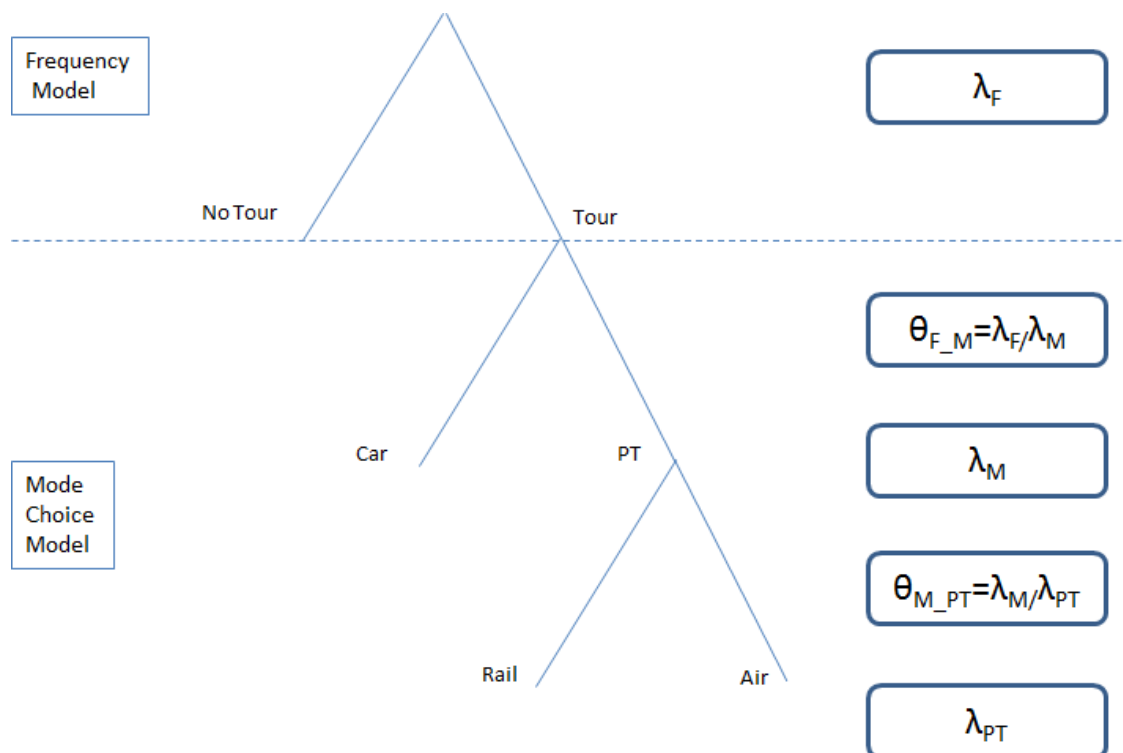 Frequency
Model
λF
No Tour
Tour
θF_M=λF/λM
Car
PT
λM
Mode
Choice
Model
θM_PT=λM/λPT
Rail
Air
λPT